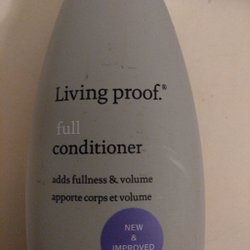 Living proof.®
full
conditioner
adds fullness & volume
apporte corps et volume
NEW
&
IMPROVED